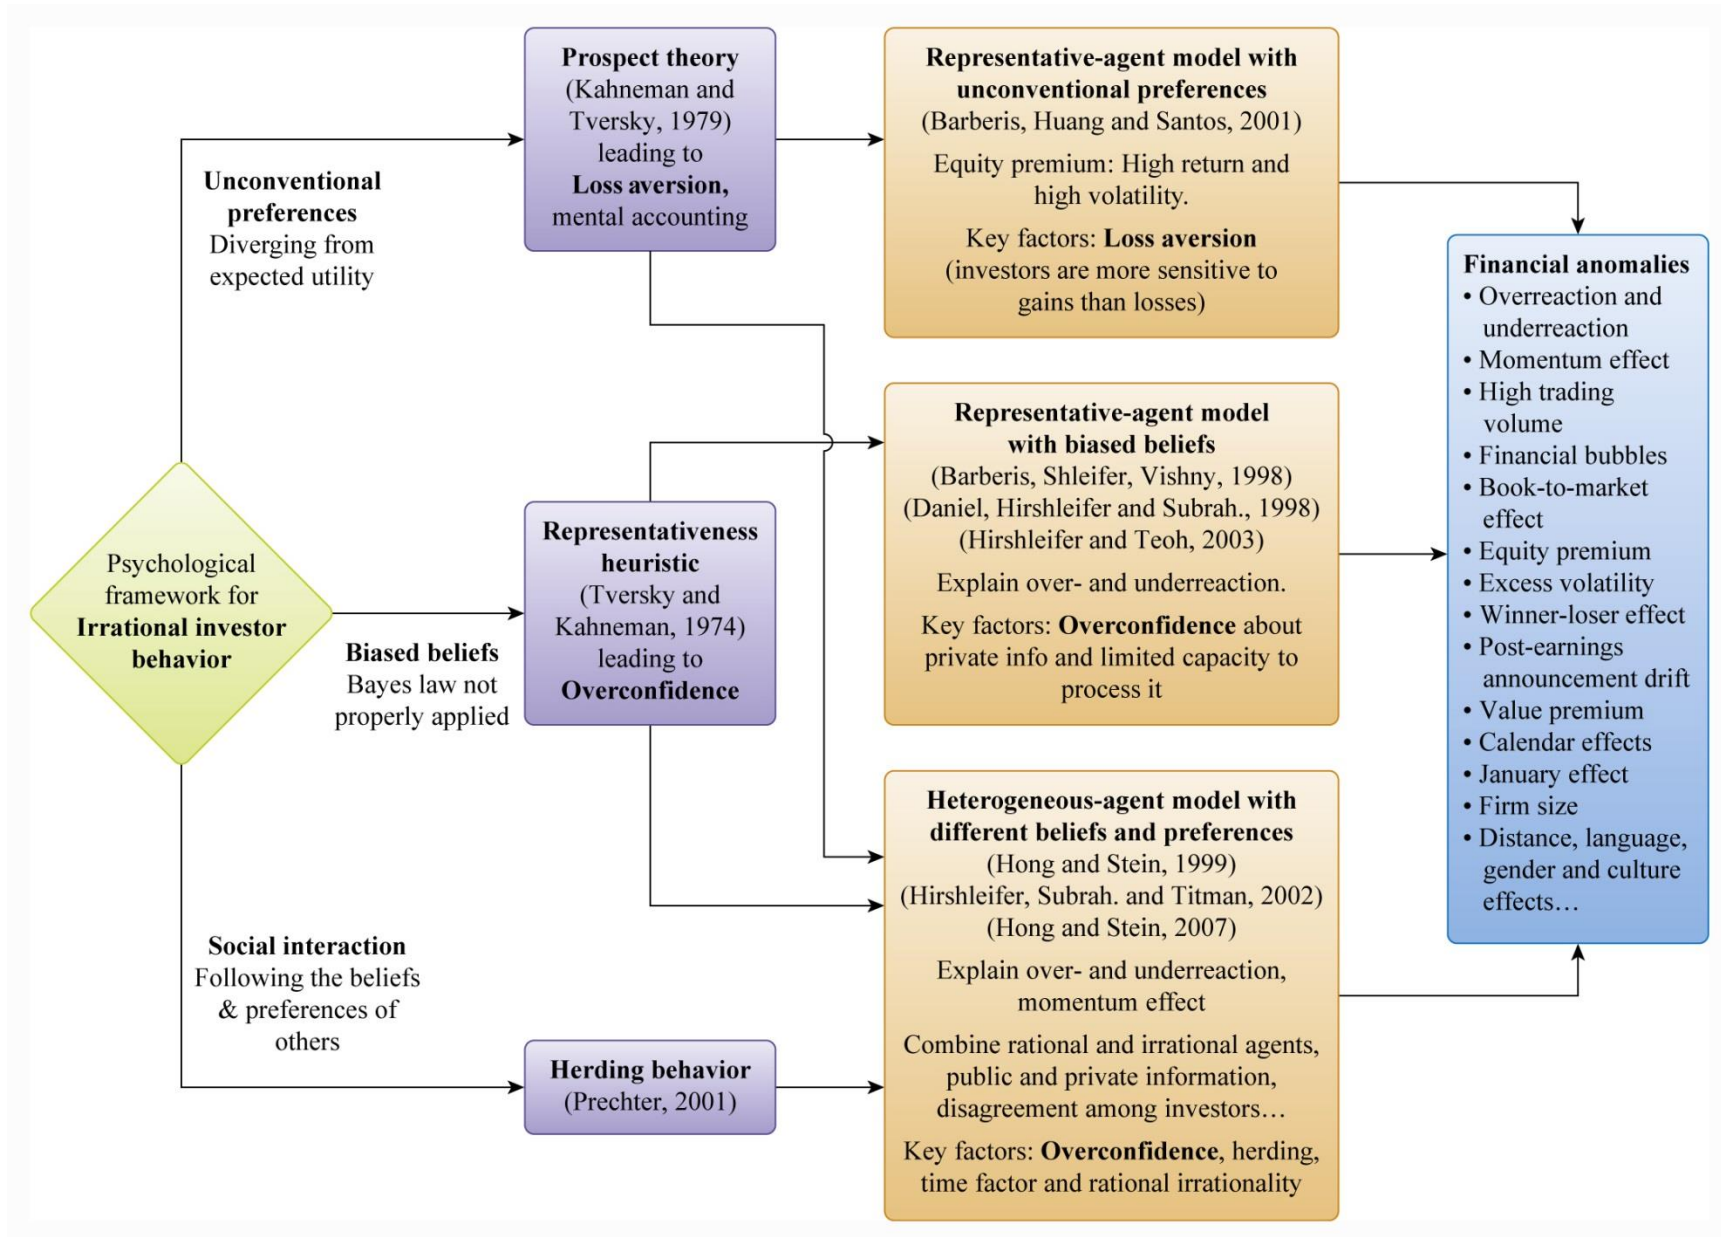 Psychological
framework for
Irrational investor
behavior
Unconventional
preferences
Diverging from
expected utility
Biased beliefs
Bayes law not
properly applied
Social interaction
Following the beliefs
& preferences of
others
Prospect theory
(Kahneman and
Tversky, 1979)
leading to
Loss aversion,
mental accounting
Representativeness
heuristic
(Tversky and
Kahneman, 1974)
leading to
Overconfidence
Herding behavior
(Prechter, 2001)
Representative-agent model with
unconventional preferences
(Barberis, Huang and Santos, 2001)
Equity premium: High return and
high volatility.
Key factors: Loss aversion
(investors are more sensitive to
gains than losses)
Representative-agent model
with biased beliefs
(Barberis, Shleifer, Vishny, 1998)
(Daniel, Hirshleifer and Subrah., 1998)
(Hirshleifer and Teoh, 2003)
Explain over- and underreaction.
Key factors: Overconfidence about
private info and limited capacity to
process it
Heterogeneous-agent model with
different beliefs and preferences
(Hong and Stein, 1999)
(Hirshleifer, Subrah. and Titman, 2002)
(Hong and Stein, 2007)
Explain over- and underreaction,
momentum effect
Combine rational and irrational agents,
public and private information,
disagreement among investors…
Key factors: Overconfidence, herding,
time factor and rational irrationality
Financial anomalies
• Overreaction and
underreaction
• Momentum effect
• High trading
volume
• Financial bubbles
• Book-to-market
effect
• Equity premium
• Excess volatility
• Winner-loser effect
• Post-earnings
announcement drift
• Value premium
• Calendar effects
• January effect
• Firm size
• Distance, language,
gender and culture
effects…